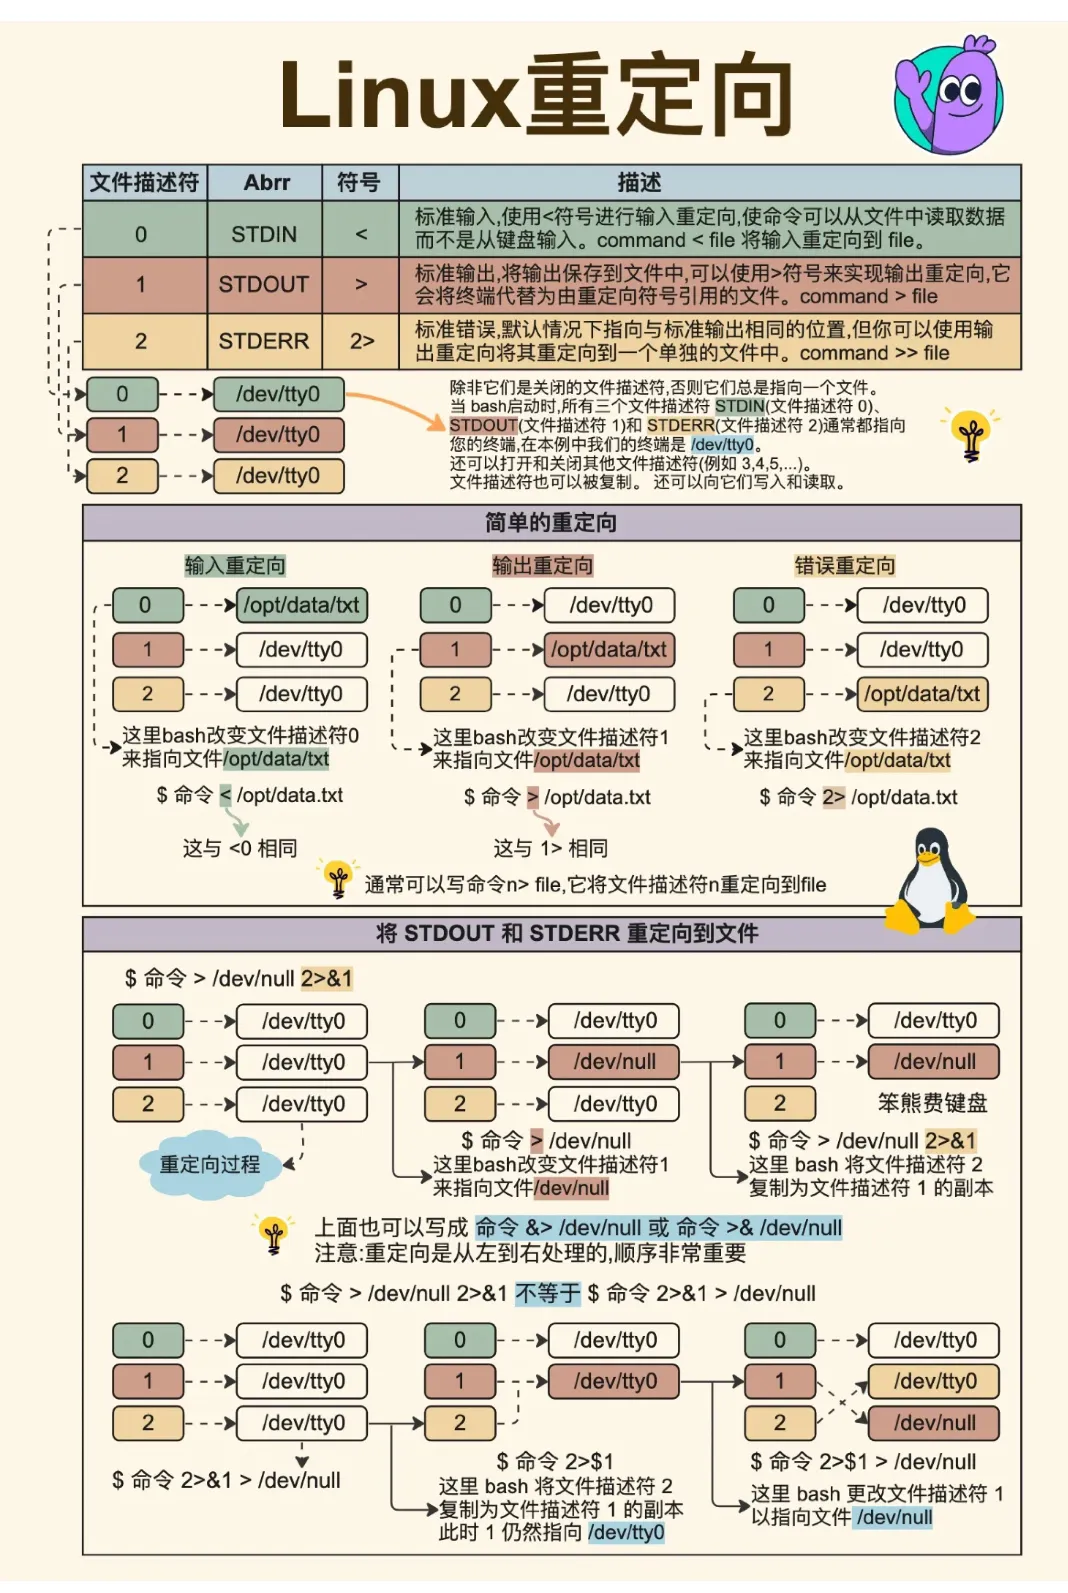 Linux重定向
文件描述符 Abrr 符号 描述
0 STDIN < 标准输入,使用<符号进行输入重定向,使命令可以从文件中读取数据
而不是从键盘输入。command < file 将输入重定向到 file。
1 STDOUT > 标准输出,将输出保存到文件中,可以使用>符号来实现输出重定向,它
会将终端代替为由重定向符号引用的文件。command > file
2 STDERR 2> 标准错误,默认情况下指向与标准输出相同的位置,但你可以使用输
出重定向将其重定向到一个单独的文件中。command >> file
0 /dev/tty0
1 /dev/tty0
2 /dev/tty0
除非它们是关闭的文件描述符,否则它们总是指向一个文件。
当 bash启动时,所有三个文件描述符 STDIN(文件描述符 0)、
STDOUT(文件描述符 1)和 STDERR(文件描述符 2)通常都指向
您的终端,在本例中我们的终端是 /dev/tty0。
还可以打开和关闭其他文件描述符(例如 3,4,5,...)。
文件描述符也可以被复制。 还可以向它们写入和读取。
简单的重定向
输入重定向
0 /opt/data/txt
1 /dev/tty0
2 /dev/tty0
这里bash改变文件描述符0
来指向文件/opt/data/txt
$ 命令 < /opt/data.txt
这与 <0 相同
输出重定向
0 /dev/tty0
1 /opt/data/txt
2 /dev/tty0
这里bash改变文件描述符1
来指向文件/opt/data/txt
$ 命令 > /opt/data.txt
这与 1> 相同
错误重定向
0 /dev/tty0
1 /dev/tty0
2 /opt/data/txt
这里bash改变文件描述符2
来指向文件/opt/data/txt
$ 命令 2> /opt/data.txt
通常可以写命令n> file,它将文件描述符n重定向到file
将 STDOUT 和 STDERR 重定向到文件
$ 命令 > /dev/null 2>&1
0 /dev/tty0
1 /dev/tty0
2 /dev/tty0
重定向过程
0 /dev/tty0
1 /dev/null
2 /dev/tty0
$ 命令 > /dev/null
这里bash改变文件描述符1
来指向文件/dev/null
0 /dev/tty0
1 /dev/null
2 笨熊费键盘
$ 命令 > /dev/null 2>&1
这里 bash 将文件描述符 2
复制为文件描述符 1 的副本
上面也可以写成 命令 &> /dev/null 或 命令 >& /dev/null
注意:重定向是从左到右处理的,顺序非常重要
$ 命令 > /dev/null 2>&1 不等于 $ 命令 2>&1 > /dev/null
0 /dev/tty0
1 /dev/tty0
2 /dev/tty0
$ 命令 2>&1 > /dev/null
0 /dev/tty0
1 /dev/tty0
2
$ 命令 2>$1
这里 bash 将文件描述符 2
复制为文件描述符 1 的副本
此时 1 仍然指向 /dev/tty0
0 /dev/tty0
1 /dev/tty0
2 /dev/null
$ 命令 2>$1 > /dev/null
这里 bash 更改文件描述符 1
以指向文件 /dev/null